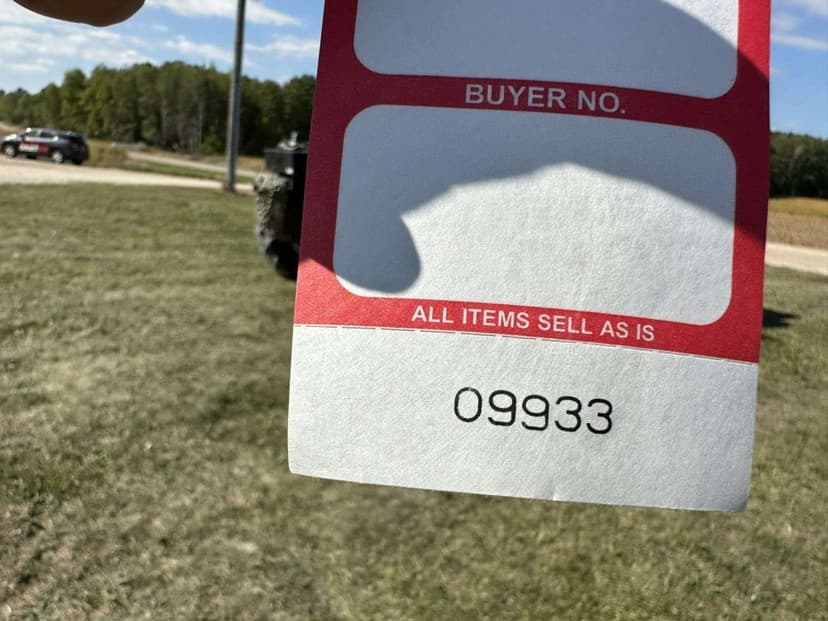 BUYER NO.
ALL ITEMS SELL AS IS
09933